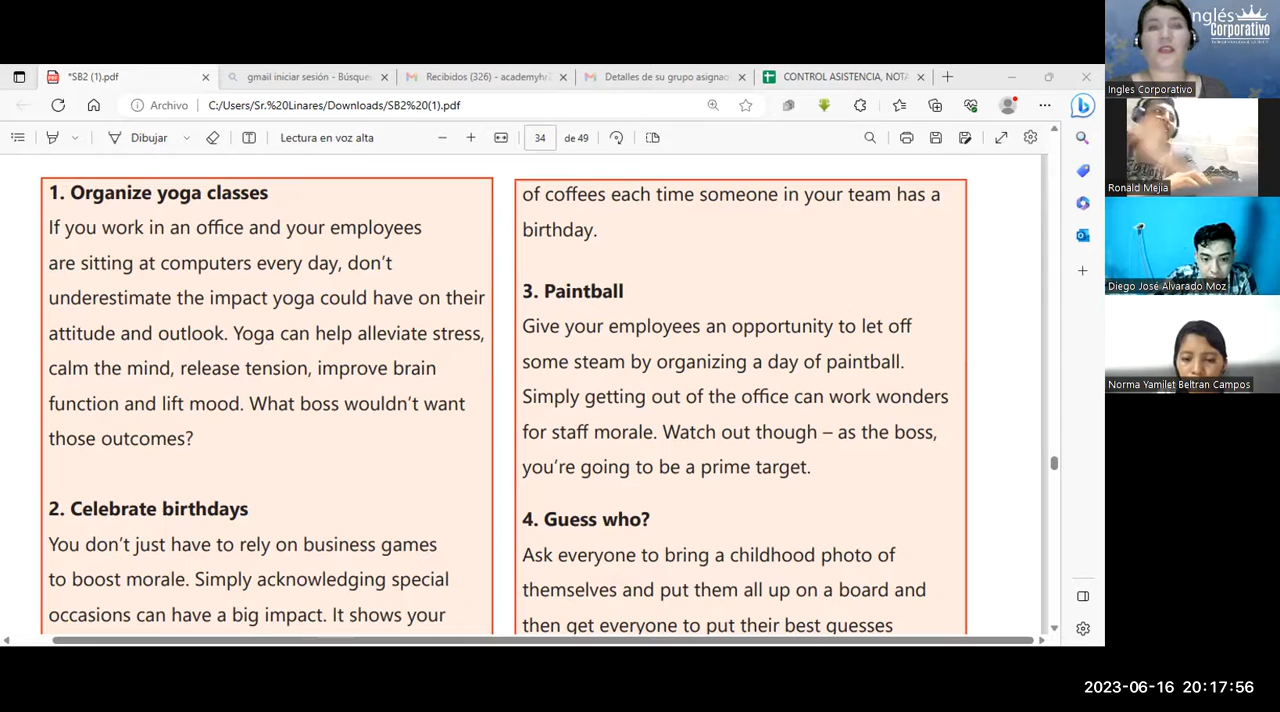 *SB2 (1).pdf
gmail iniciar sesión - Búsque
Recibidos (326) - academyh
Detalles de su grupo asigna
CONTROL ASISTENCIA, NOTA
Archivo
C:/Users/Sr.%20Linares/Downloads/SB2%20(1).pdf
Dibujar
Lectura en voz alta
34
de 49
1. Organize yoga classes
If you work in an office and your employees
are sitting at computers every day, don’t
underestimate the impact yoga could have on their
attitude and outlook. Yoga can help alleviate stress,
calm the mind, release tension, improve brain
function and lift mood. What boss wouldn’t want
those outcomes?
2. Celebrate birthdays
You don’t just have to rely on business games
to boost morale. Simply acknowledging special
occasions can have a big impact. It shows your
of coffees each time someone in your team has a
birthday.
3. Paintball
Give your employees an opportunity to let off
some steam by organizing a day of paintball.
Simply getting out of the office can work wonders
for staff morale. Watch out though – as the boss,
you’re going to be a prime target.
4. Guess who?
Ask everyone to bring a childhood photo of
themselves and put them all up on a board and
then get everyone to put their best guesses
Inglés
Corporativo
Ingles Corporativo
Ronald Mejia
Diego José Alvarado Moz
Norma Yamilet Beltran Campos
2023-06-16 20:17:56